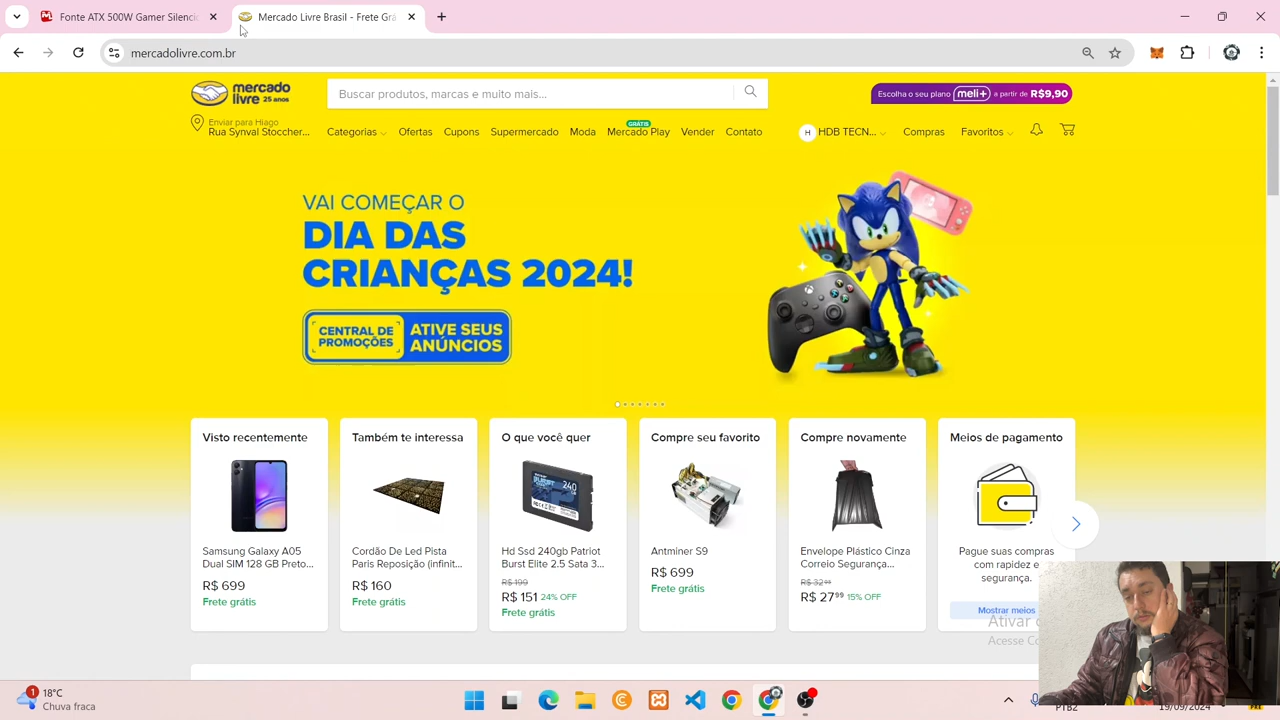 Fonte ATX 500W Gamer Silenci
Mercado Livre Brasil - Frete Grá
mercadolivre.com.br
mercado
livre 25 anos
Buscar produtos, marcas e muito mais...
Escolha o seu plano meli+ a partir de R$9,90
Enviar para Hiago
Rua Synval Stoccher...
Categorias
Ofertas
Cupons
Supermercado
Moda
GRÁTIS
Mercado Play
Vender
Contato
H
HDB TECN...
Compras
Favoritos
VAI COMEÇAR O
DIA DAS
CRIANÇAS 2024!
CENTRAL DE
PROMOÇÕES
ATIVE SEUS
ANÚNCIOS
Visto recentemente
Samsung Galaxy A05
Dual SIM 128 GB Preto...
R$ 699
Frete grátis
Também te interessa
Cordão De Led Pista
Paris Reposição (infinit...
R$ 160
Frete grátis
O que você quer
Hd Ssd 240gb Patriot
Burst Elite 2.5 Sata 3...
R$ 199
R$ 151 24% OFF
Frete grátis
Compre seu favorito
Antminer S9
R$ 699
Frete grátis
Compre novamente
Envelope Plástico Cinza
Correio Segurança...
R$ 32⁹⁹
R$ 27⁹⁹ 15% OFF
Meios de pagamento
Pague suas compras
com rapidez e
segurança.
Mostrar meios
Ativar
Acesse
1
18°C
Chuva fraca
PTB2
19/09/2024